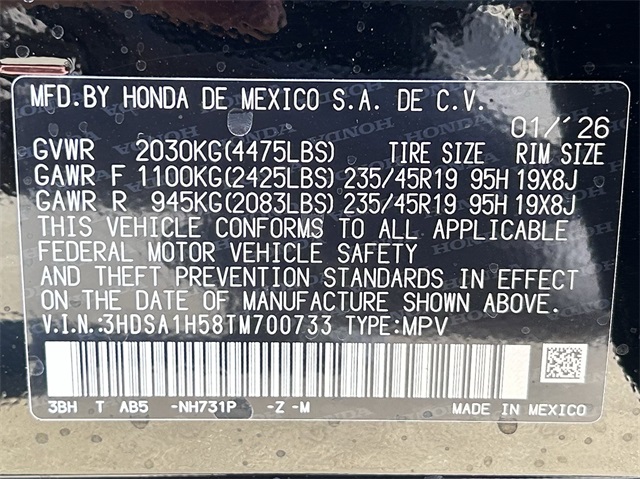 MFD.BY HONDA DE MEXICO S.A. DE C.V.
01/'26
GVWR 2030KG(4475LBS) TIRE SIZE RIM SIZE
GAWR F 1100KG(2425LBS) 235/45R19 95H 19X8J
GAWR R 945KG(2083LBS) 235/45R19 95H 19X8J
THIS VEHICLE CONFORMS TO ALL APPLICABLE
FEDERAL MOTOR VEHICLE SAFETY
AND THEFT PREVENTION STANDARDS IN EFFECT
ON THE DATE OF MANUFACTURE SHOWN ABOVE.
V.I.N.:3HDSA1H58TM700733 TYPE:MPV
3BH T AB5 -NH731P -Z -M MADE IN MEXICO